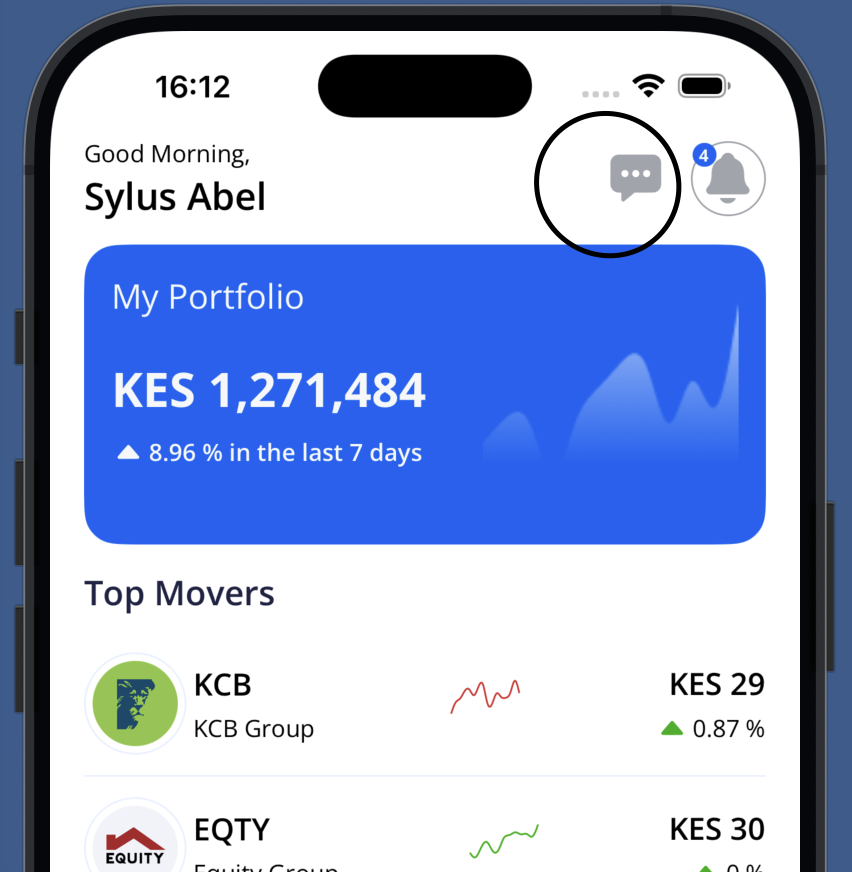 16:12
Good Morning,
Sylus Abel
4
My Portfolio
KES 1,271,484
8.96 % in the last 7 days
Top Movers
KCB
KES 29
KCB Group
0.87 %
EQTY
KES 30
EQUITY
Equity Group
0 %